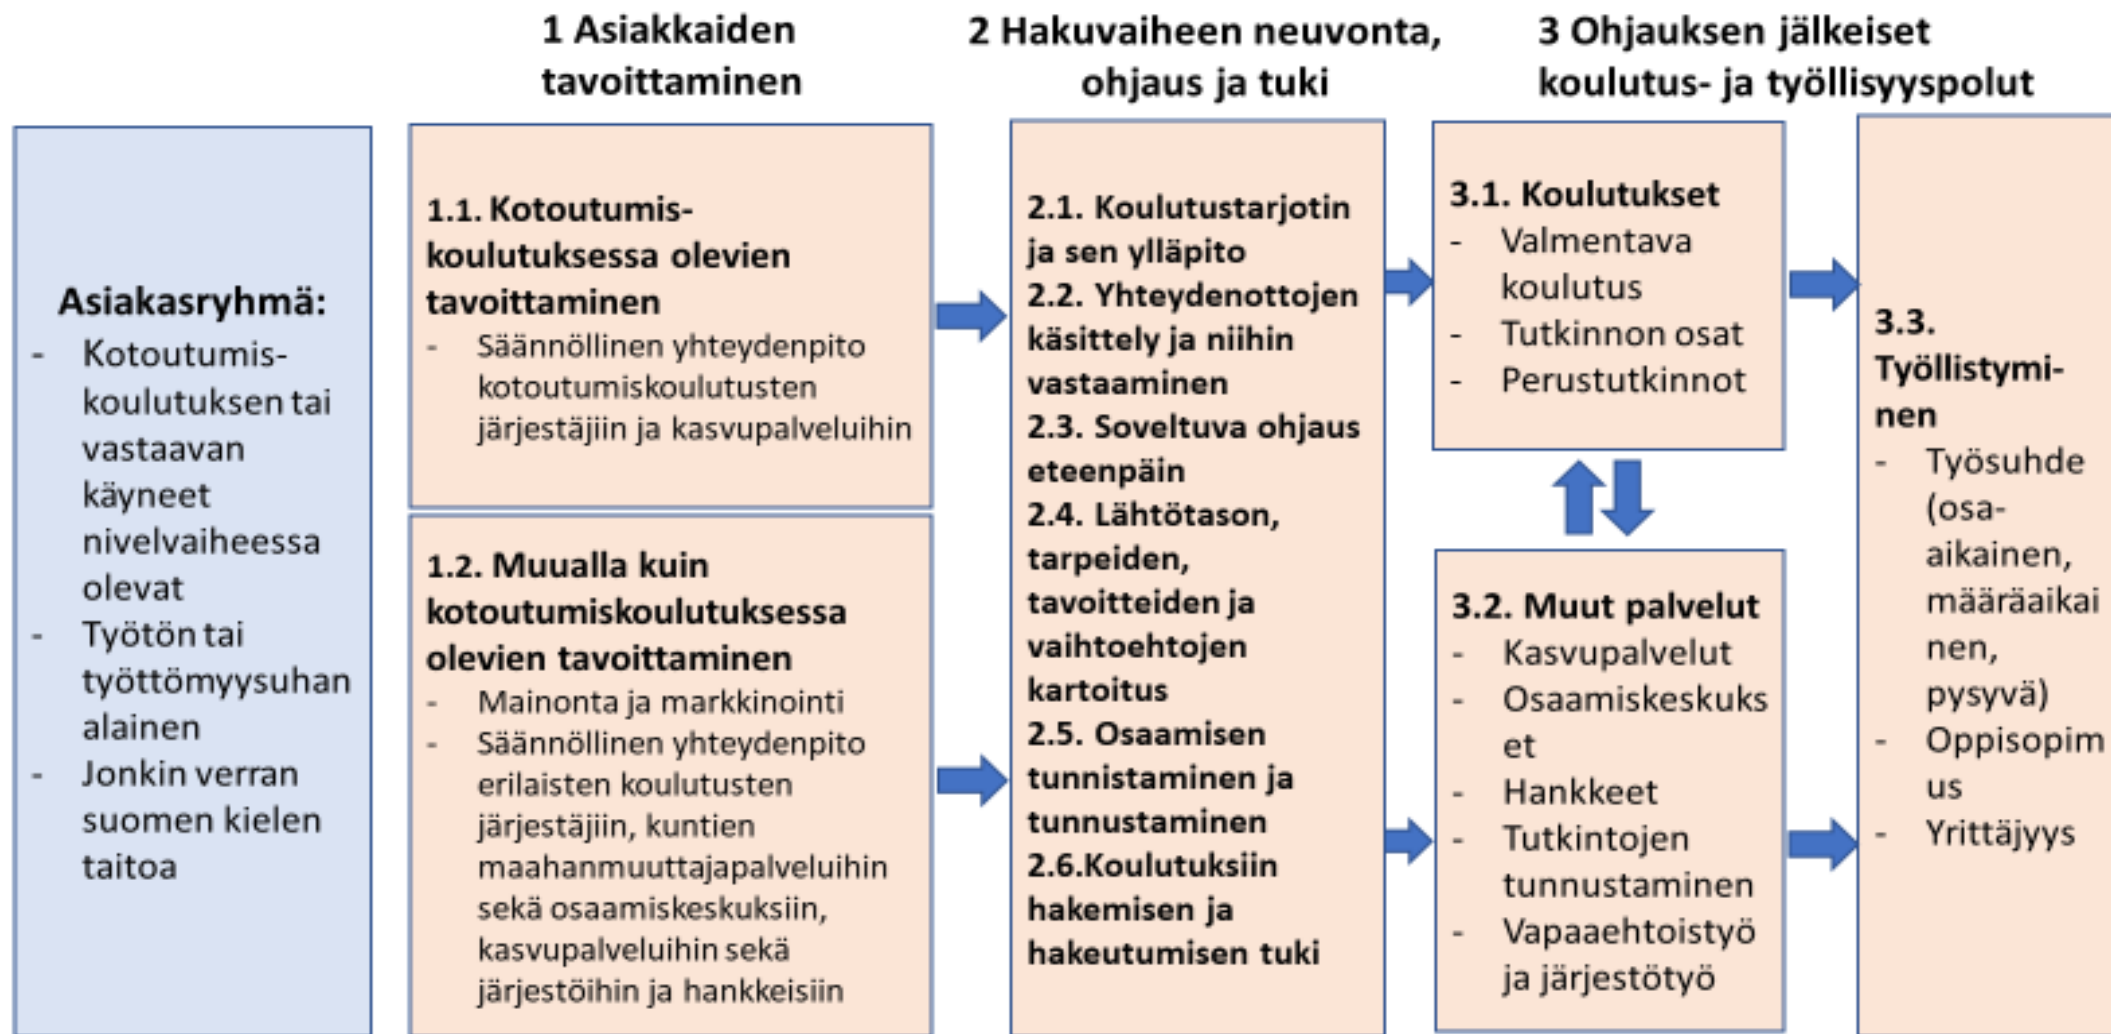 1 Asiakkaiden
tavoittaminen
2 Hakuvaiheen neuvonta,
ohjaus ja tuki
3 Ohjauksen jälkeiset
koulutus- ja työllisyyspolut
Asiakasryhmä:
- Kotoutumis-
koulutuksen tai
vastaavan
käyneet
nivelvaiheessa
olevat
- Työtön tai
työttömyysuhan
alainen
- Jonkin verran
suomen kielen
taitoa
1.1. Kotoutumis-
koulutuksessa olevien
tavoittaminen
- Säännöllinen yhteydenpito
kotoutumiskoulutusten
järjestäjiin ja kasvupalveluihin
1.2. Muualla kuin
kotoutumiskoulutuksessa
olevien tavoittaminen
- Mainonta ja markkinointi
- Säännöllinen yhteydenpito
erilaisten koulutusten
järjestäjiin, kuntien
maahanmuuttajapalveluihin
sekä osaamiskeskuksiin,
kasvupalveluihin sekä
järjestöihin ja hankkeisiin
2.1. Koulutustarjotin
ja sen ylläpito
2.2. Yhteydenottojen
käsittely ja niihin
vastaaminen
2.3. Soveltuva ohjaus
eteenpäin
2.4. Lähtötason,
tarpeiden,
tavoitteiden ja
vaihtoehtojen
kartoitus
2.5. Osaamisen
tunnistaminen ja
tunnustaminen
2.6.Koulutuksiin
hakemisen ja
hakeutumisen tuki
3.1. Koulutukset
- Valmentava
koulutus
- Tutkinnon osat
- Perustutkinnot
3.2. Muut palvelut
- Kasvupalvelut
- Osaamiskeskuks
et
- Hankkeet
- Tutkintojen
tunnustaminen
- Vapaaehtoistyö
ja järjestötyö
3.3.
Työllistymi-
nen
- Työsuhde
(osa-
aikainen,
määräaikai
nen,
pysyvä)
- Oppisopim
us
- Yrittäjyys